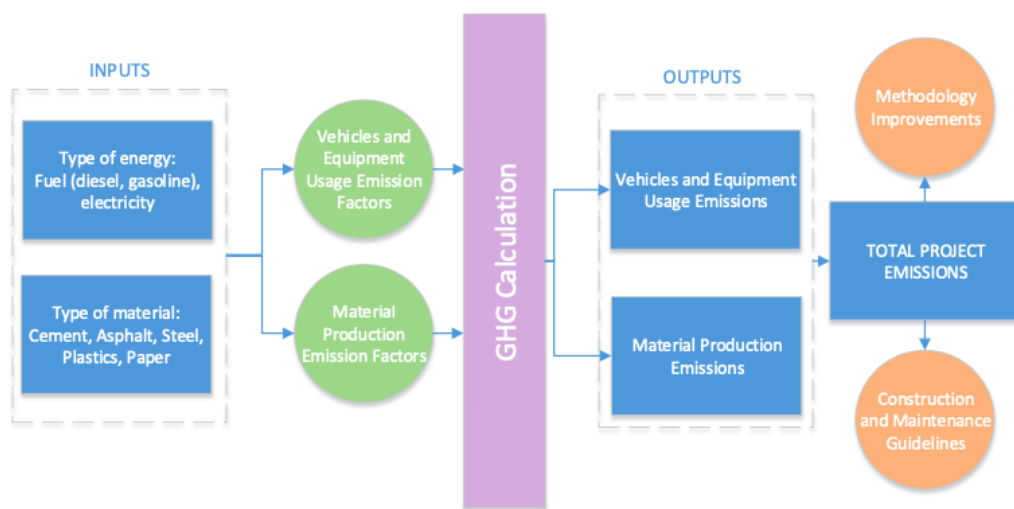 INPUTS
Type of energy:
Fuel (diesel, gasoline),
electricity
Type of material:
Cement, Asphalt, Steel,
Plastics, Paper
Vehicles and
Equipment
Usage Emission
Factors
Material
Production
Emission Factors
GHG Calculation
OUTPUTS
Vehicles and Equipment
Usage Emissions
Material Production
Emissions
Methodology
Improvements
TOTAL PROJECT
EMISSIONS
Construction
and Maintenance
Guidelines